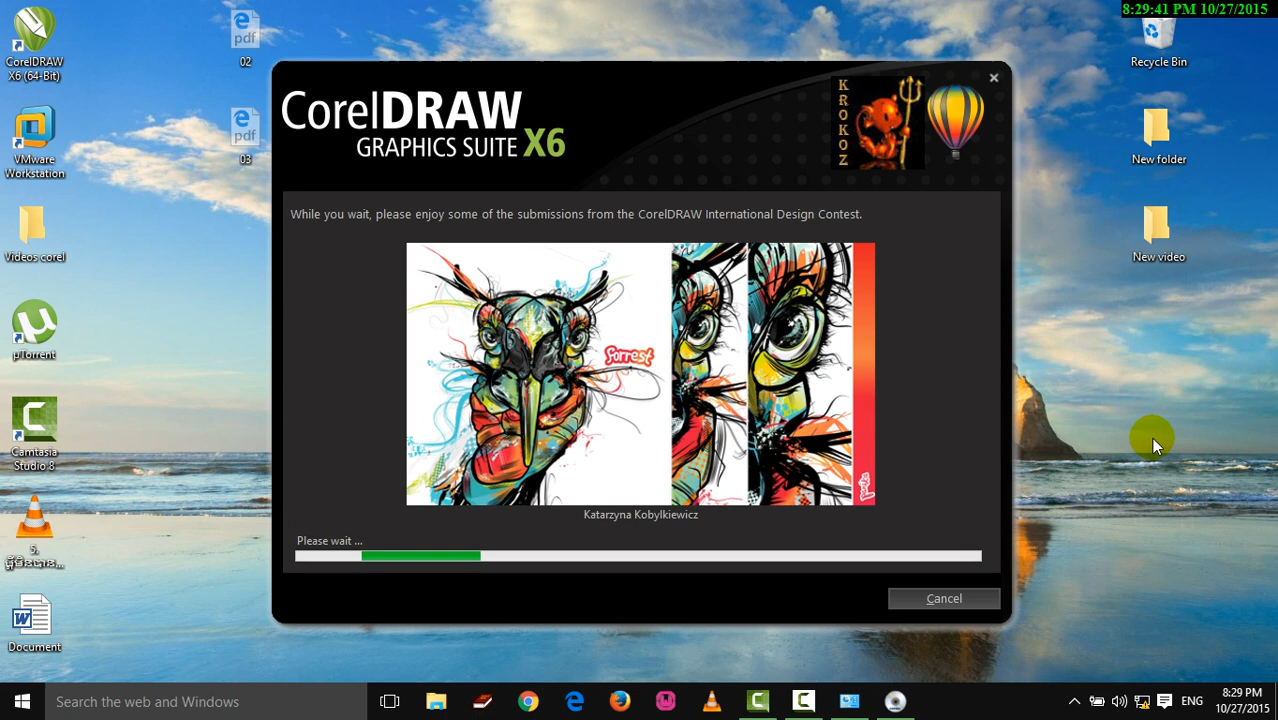 8:29:41 PM 10/27/2015
CorelDRAW
X6 (64-Bit)
pdf
02
Recycle Bin
CorelDRAW
GRAPHICS SUITE X6
KROKOZ
VMware
Workstation
pdf
03
New folder
While you wait, please enjoy some of the submissions from the CorelDRAW International Design Contest.
Videos corel
New video
µTorrent
forrest
Camtasia
Studio 8
Katarzyna Kobylkiewicz
Please wait ...
5.
Cancel
Document
Search the web and Windows
ENG
8:29 PM
10/27/2015